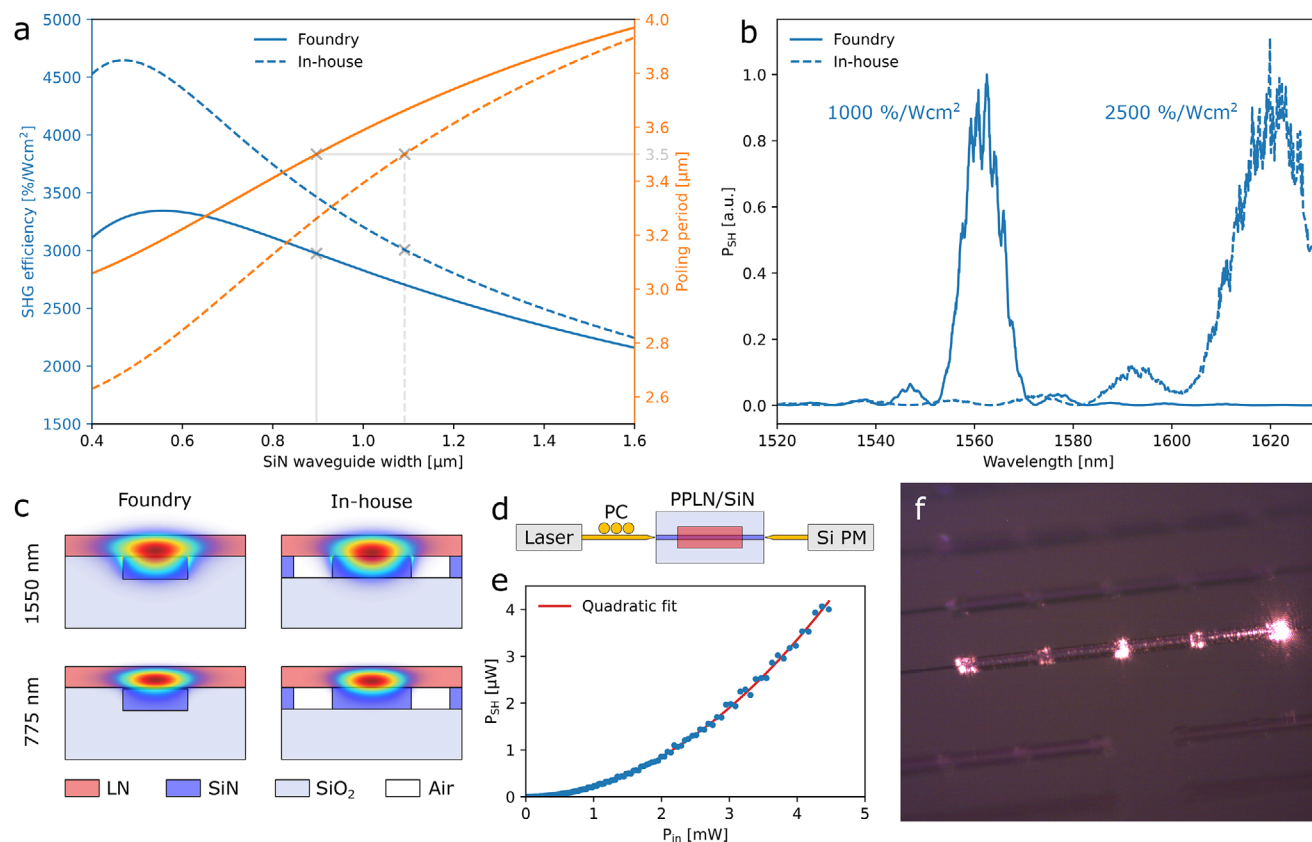 a
Foundry
In-house
5000
4500
4000
3500
3000
2500
2000
1500
SHG efficiency [%/Wcm²]
4.0
3.8
3.6
3.5
3.4
3.2
3.0
2.8
2.6
Poling period [μm]
0.4 0.6 0.8 1.0 1.2 1.4 1.6
SiN waveguide width [μm]
b
Foundry
In-house
1000 %/Wcm²
2500 %/Wcm²
1.0
0.8
0.6
0.4
0.2
0.0
P_SH [a.u.]
1520 1540 1560 1580 1600 1620
Wavelength [nm]
c
Foundry In-house
1550 nm
775 nm
LN SiN SiO₂ Air
d
PPLN/SiN
PC
Laser
Si PM
e
Quadratic fit
4
3
2
1
0
P_SH [μW]
0 1 2 3 4 5
P_in [mW]
f